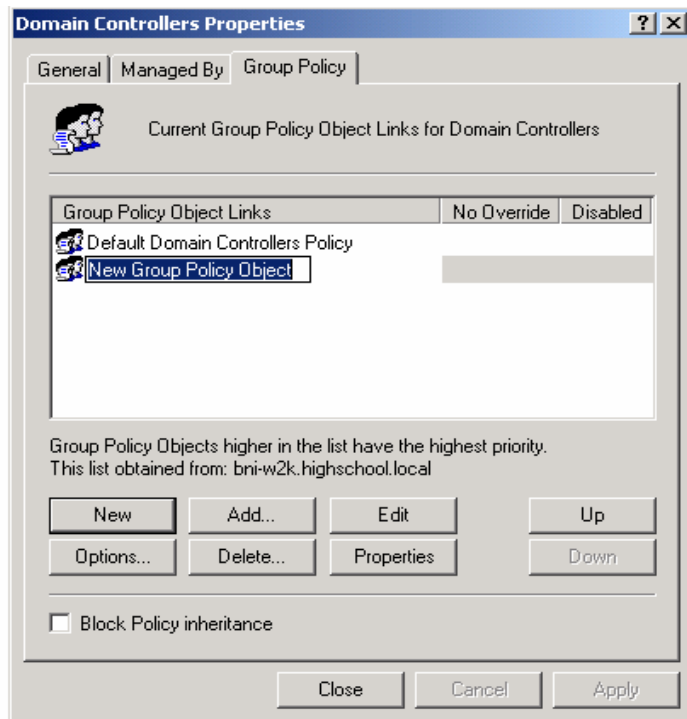 Domain Controllers Properties
General Managed By Group Policy
Current Group Policy Object Links for Domain Controllers
Group Policy Object Links No Override Disabled
Default Domain Controllers Policy
New Group Policy Object
Group Policy Objects higher in the list have the highest priority.
This list obtained from: bni-w2k.highschool.local
New Add... Edit Up
Options... Delete... Properties Down
Block Policy inheritance
Close Cancel Apply